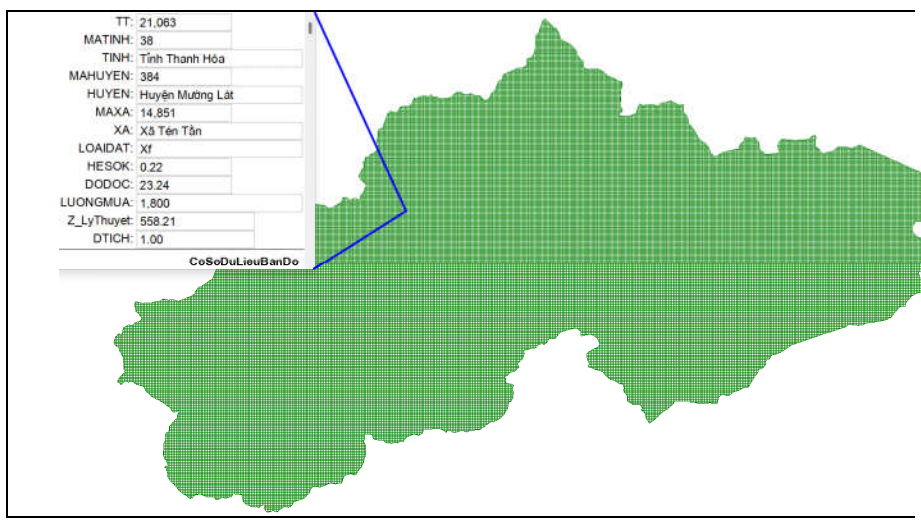 TT: 21,063
MATINH: 38
TINH: Tỉnh Thanh Hóa
MAHUYEN: 384
HUYEN: Huyện Mường Lát
MAXA: 14,851
XA: Xã Tén Tằn
LOAIDAT: Xf
HESOK: 0.22
DODOC: 23.24
LUONGMUA: 1,800
Z_LyThuyet: 558.21
DTICH: 1.00
CoSoDuLieuBanDo